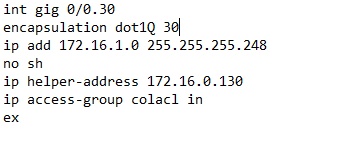 int gig 0/0.30
encapsulation dot1Q 30
ip add 172.16.1.0 255.255.255.248
no sh
ip helper-address 172.16.0.130
ip access-group colacl in
ex